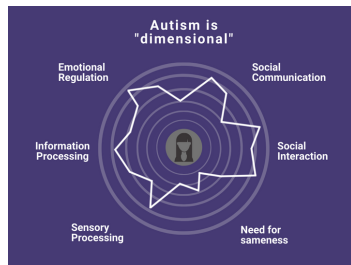 Autism is
"dimensional"
Emotional
Regulation
Social
Communication
Information
Processing
Social
Interaction
Sensory
Processing
Need for
sameness